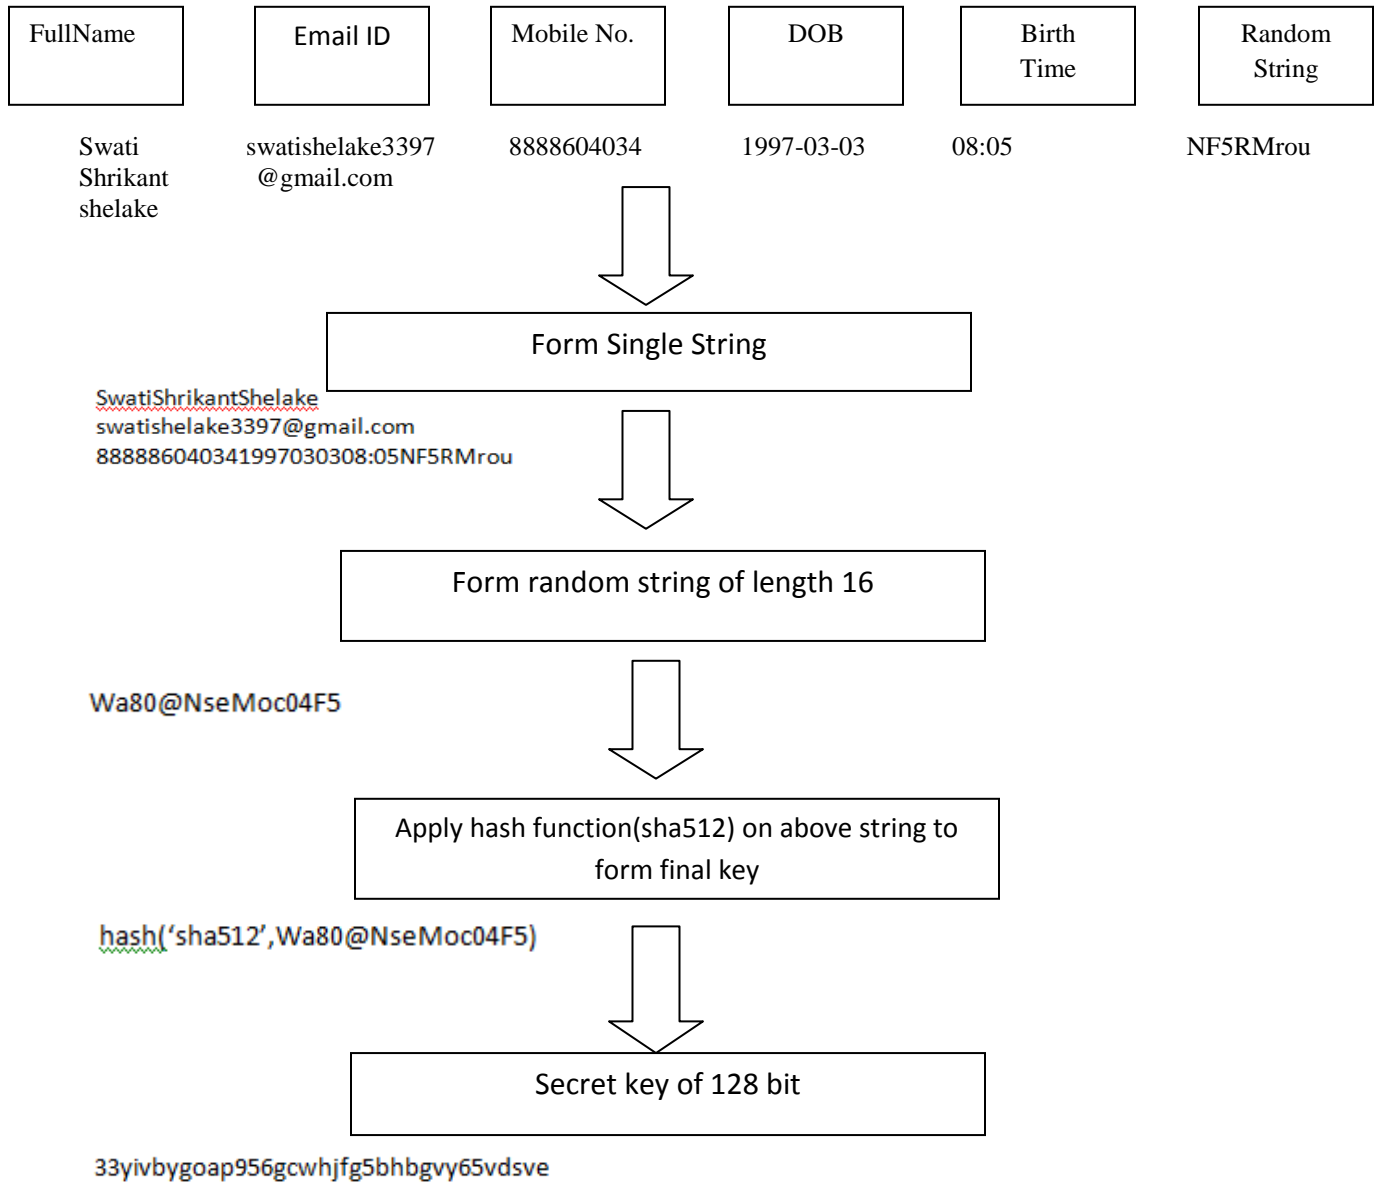 FullName
Email ID
Mobile No.
DOB
Birth
Time
Random
String
Swati
Shrikant
shelake
swatishelake3397
@gmail.com
8888604034
1997-03-03
08:05
NF5RMrou
Form Single String
SwatiShrikantShelake
swatishelake3397@gmail.com
888886040341997030308:05NF5RMrou
Form random string of length 16
Wa80@NseMoc04F5
Apply hash function(sha512) on above string to
form final key
hash(‘sha512’,Wa80@NseMoc04F5)
Secret key of 128 bit
33yivbygoap956gcwhjfg5bhbgvy65vdsve